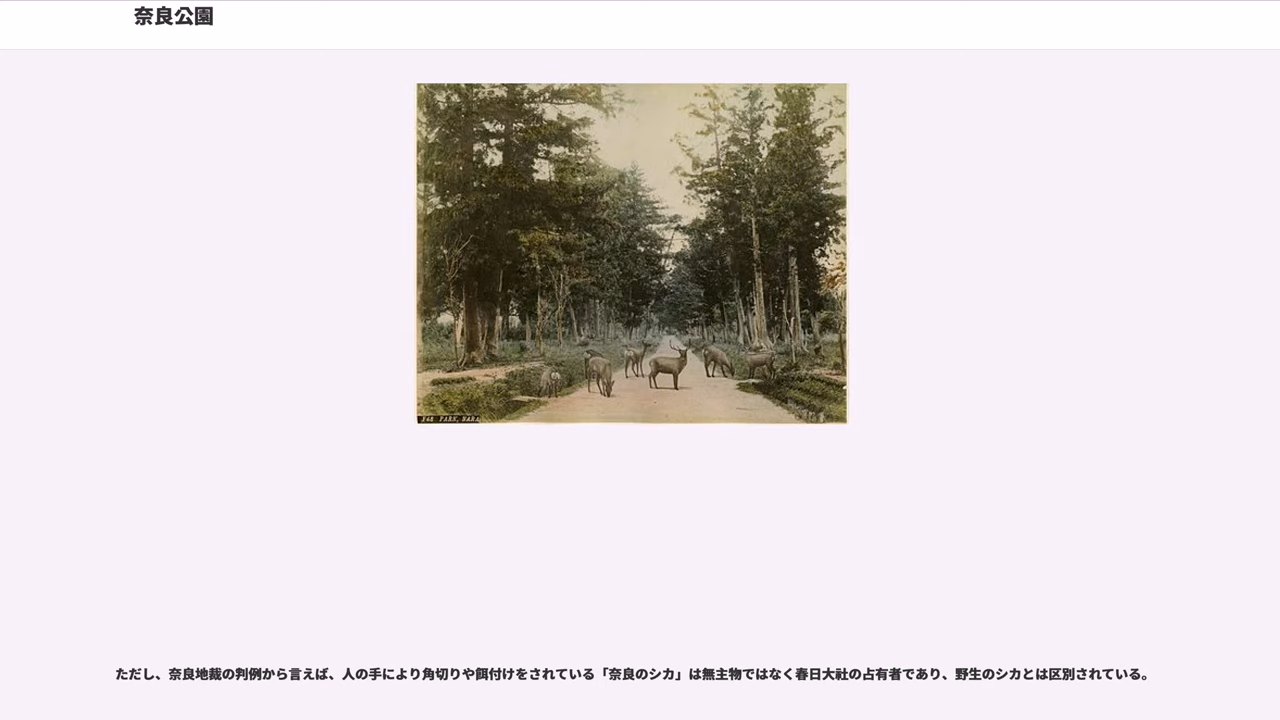 奈良公園
348 PARK, NARA
ただし、奈良地裁の判例から言えば、人の手により角切りや餌付けをされている「奈良のシカ」は無主物ではなく春日大社の占有者であり、野生のシカとは区別されている。